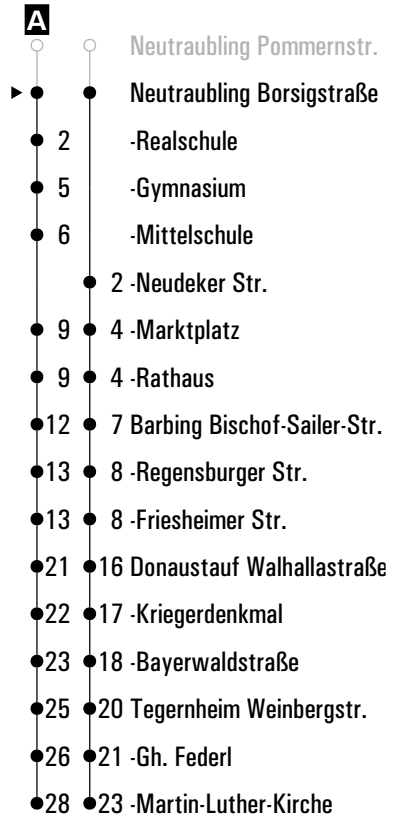 A
Neutraubling Pommernstr.
Neutraubling Borsigstraße
2 -Realschule
5 -Gymnasium
6 -Mittelschule
2 -Neudeker Str.
9 4 -Marktplatz
9 4 -Rathaus
12 7 Barbing Bischof-Sailer-Str.
13 8 -Regensburger Str.
13 8 -Friesheimer Str.
21 16 Donaustauf Walhallastraße
22 17 -Kriegerdenkmal
23 18 -Bayerwaldstraße
25 20 Tegernheim Weinbergstr.
26 21 -Gh. Federl
28 23 -Martin-Luther-Kirche